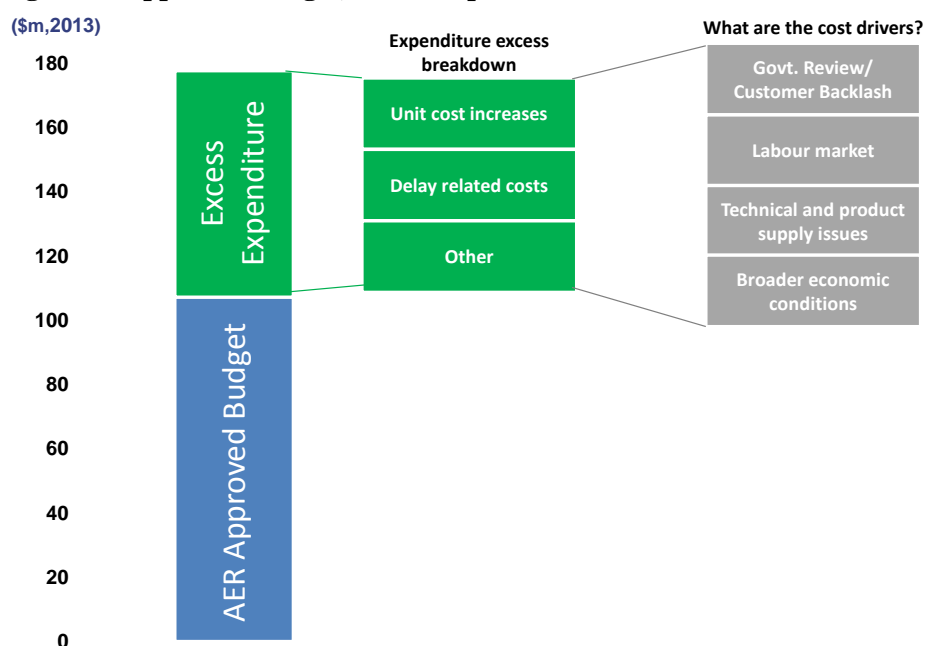 ($m,2013)
180
160
140
120
100
80
60
40
20
0
Excess
Expenditure
AER Approved Budget
Expenditure excess
breakdown
Unit cost increases
Delay related costs
Other
What are the cost drivers?
Govt. Review/
Customer Backlash
Labour market
Technical and product
supply issues
Broader economic
conditions